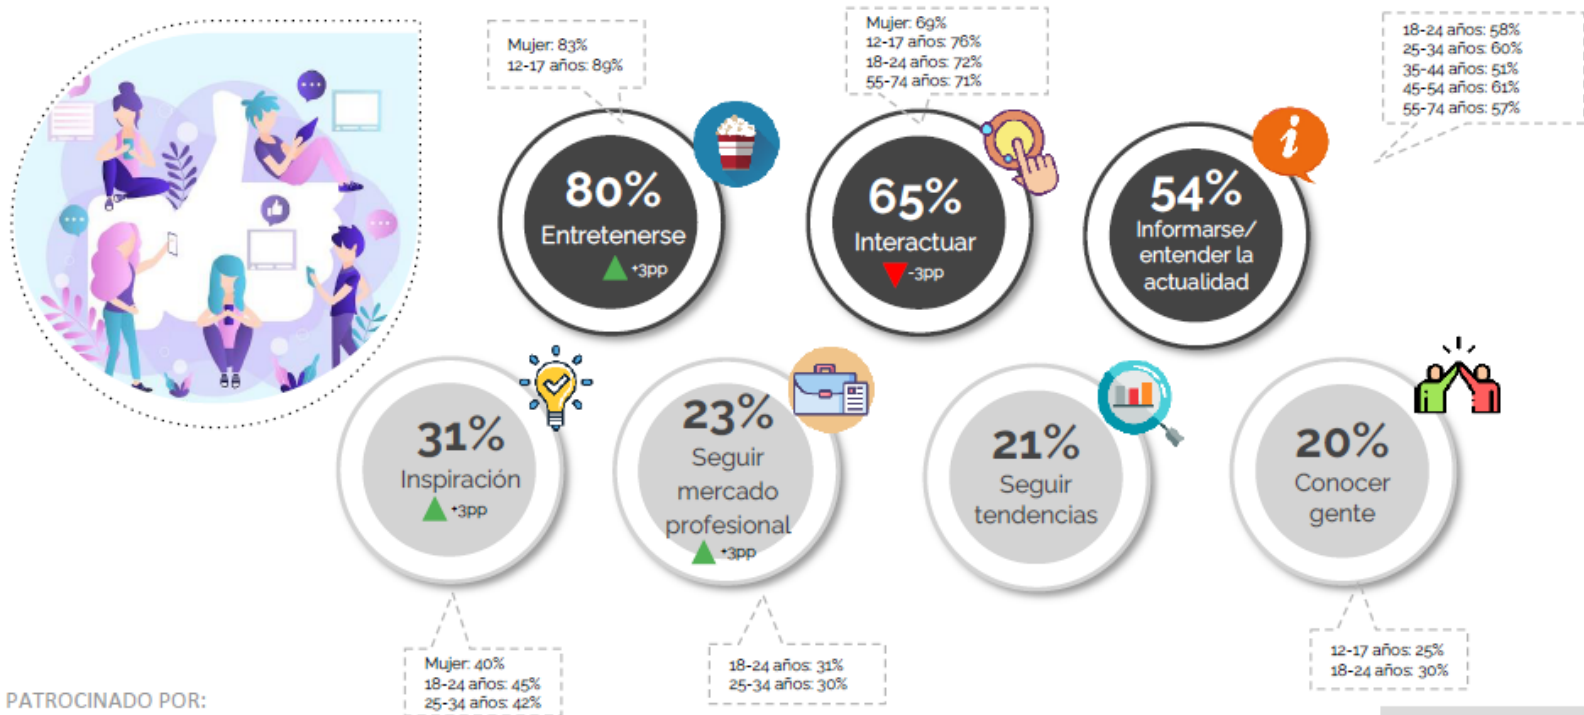 Mujer: 83%
12-17 años: 89%
Mujer: 69%
12-17 años: 76%
18-24 años: 72%
55-74 años: 71%
18-24 años: 58%
25-34 años: 60%
35-44 años: 51%
45-54 años: 61%
55-74 años: 57%
80%
Entretenerse
+3pp
65%
Interactuar
-3pp
54%
Informarse/
entender la
actualidad
31%
Inspiración
+3pp
23%
Seguir
mercado
profesional
+3pp
21%
Seguir
tendencias
20%
Conocer
gente
Mujer: 40%
18-24 años: 45%
25-34 años: 42%
18-24 años: 31%
25-34 años: 30%
12-17 años: 25%
18-24 años: 30%
PATROCINADO POR: